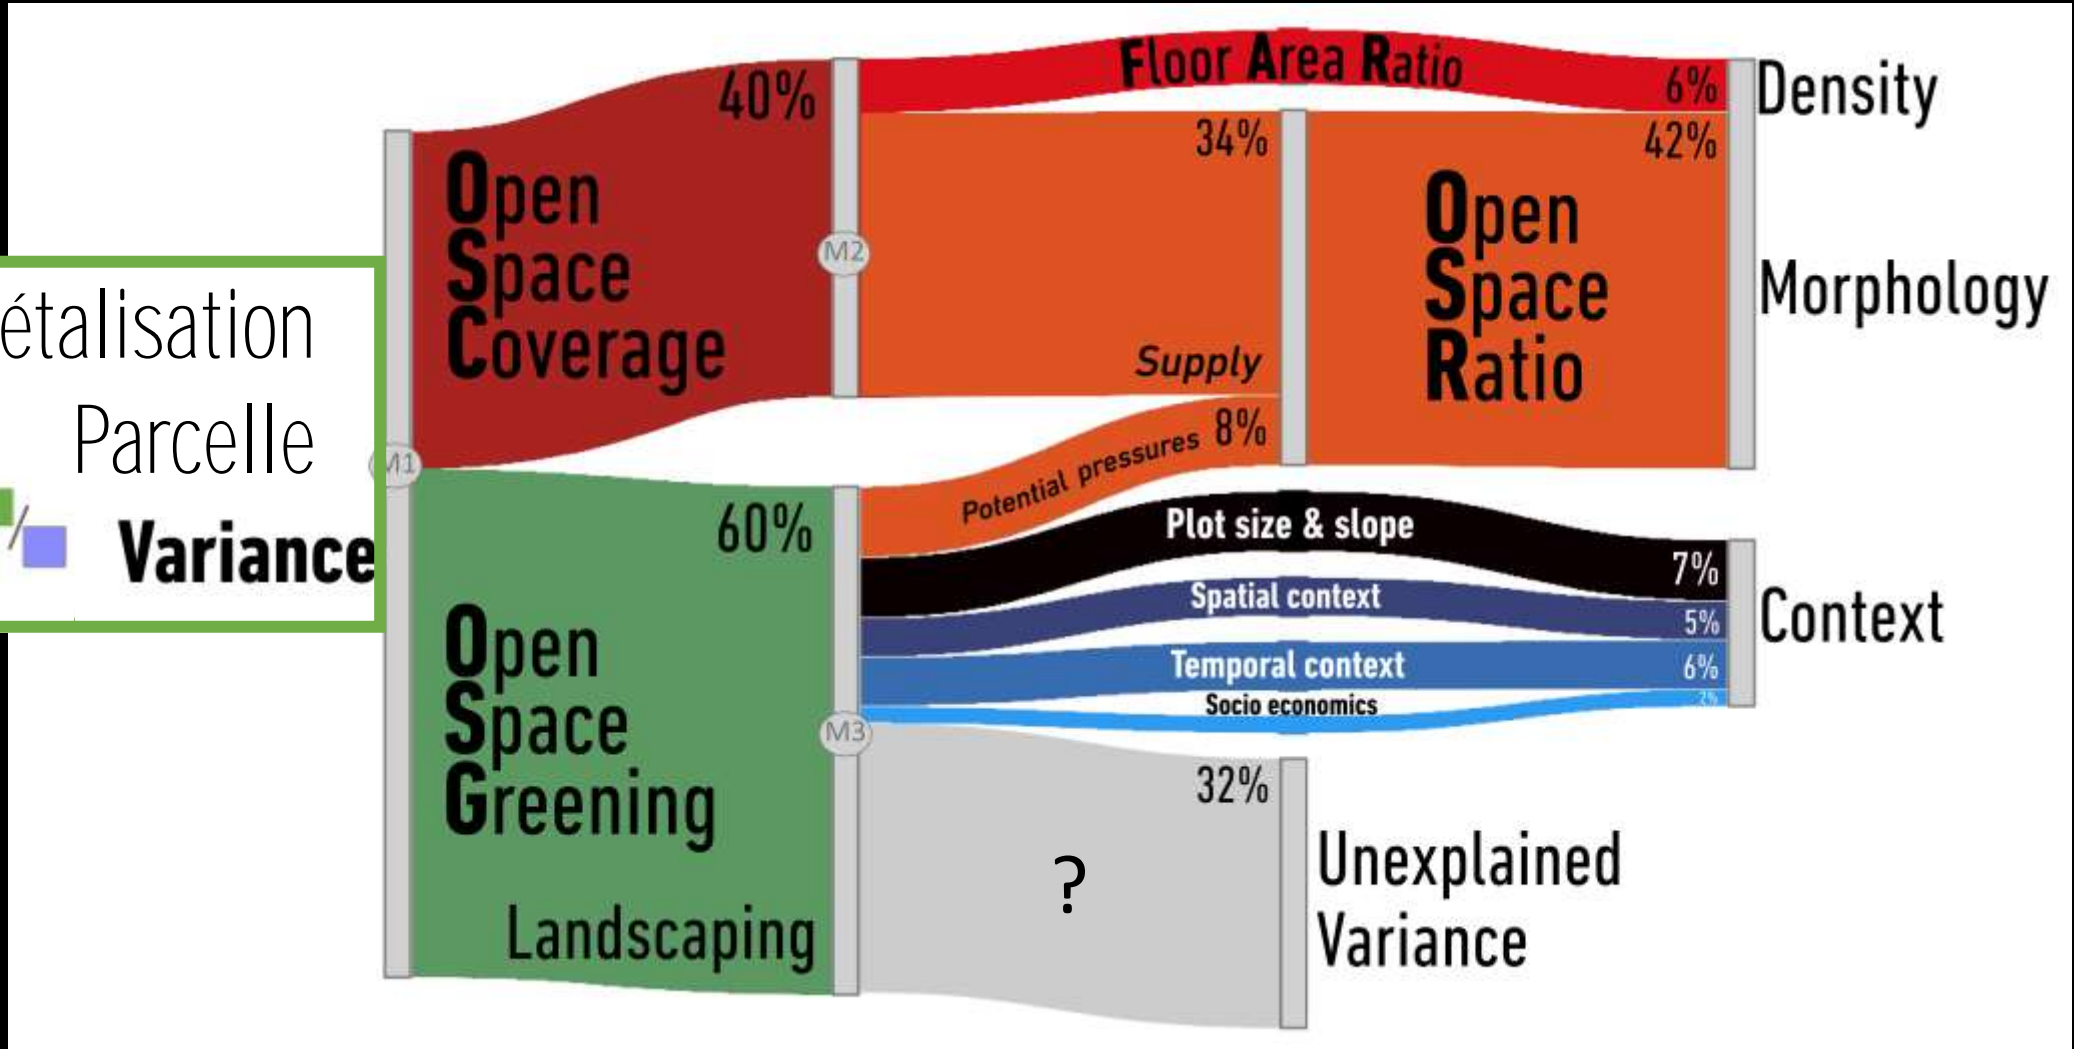 étalisation
Parcelle
Variance
M1
40%
Open
Space
Coverage
60%
Open
Space
Greening
Landscaping
M2
M3
Floor Area Ratio
6%
Density
34%
Supply
42%
Open
Space
Ratio
Morphology
Potential pressures 8%
Plot size & slope
7%
Spatial context
5%
Temporal context
6%
Socio economics
2%
Context
32%
?
Unexplained
Variance